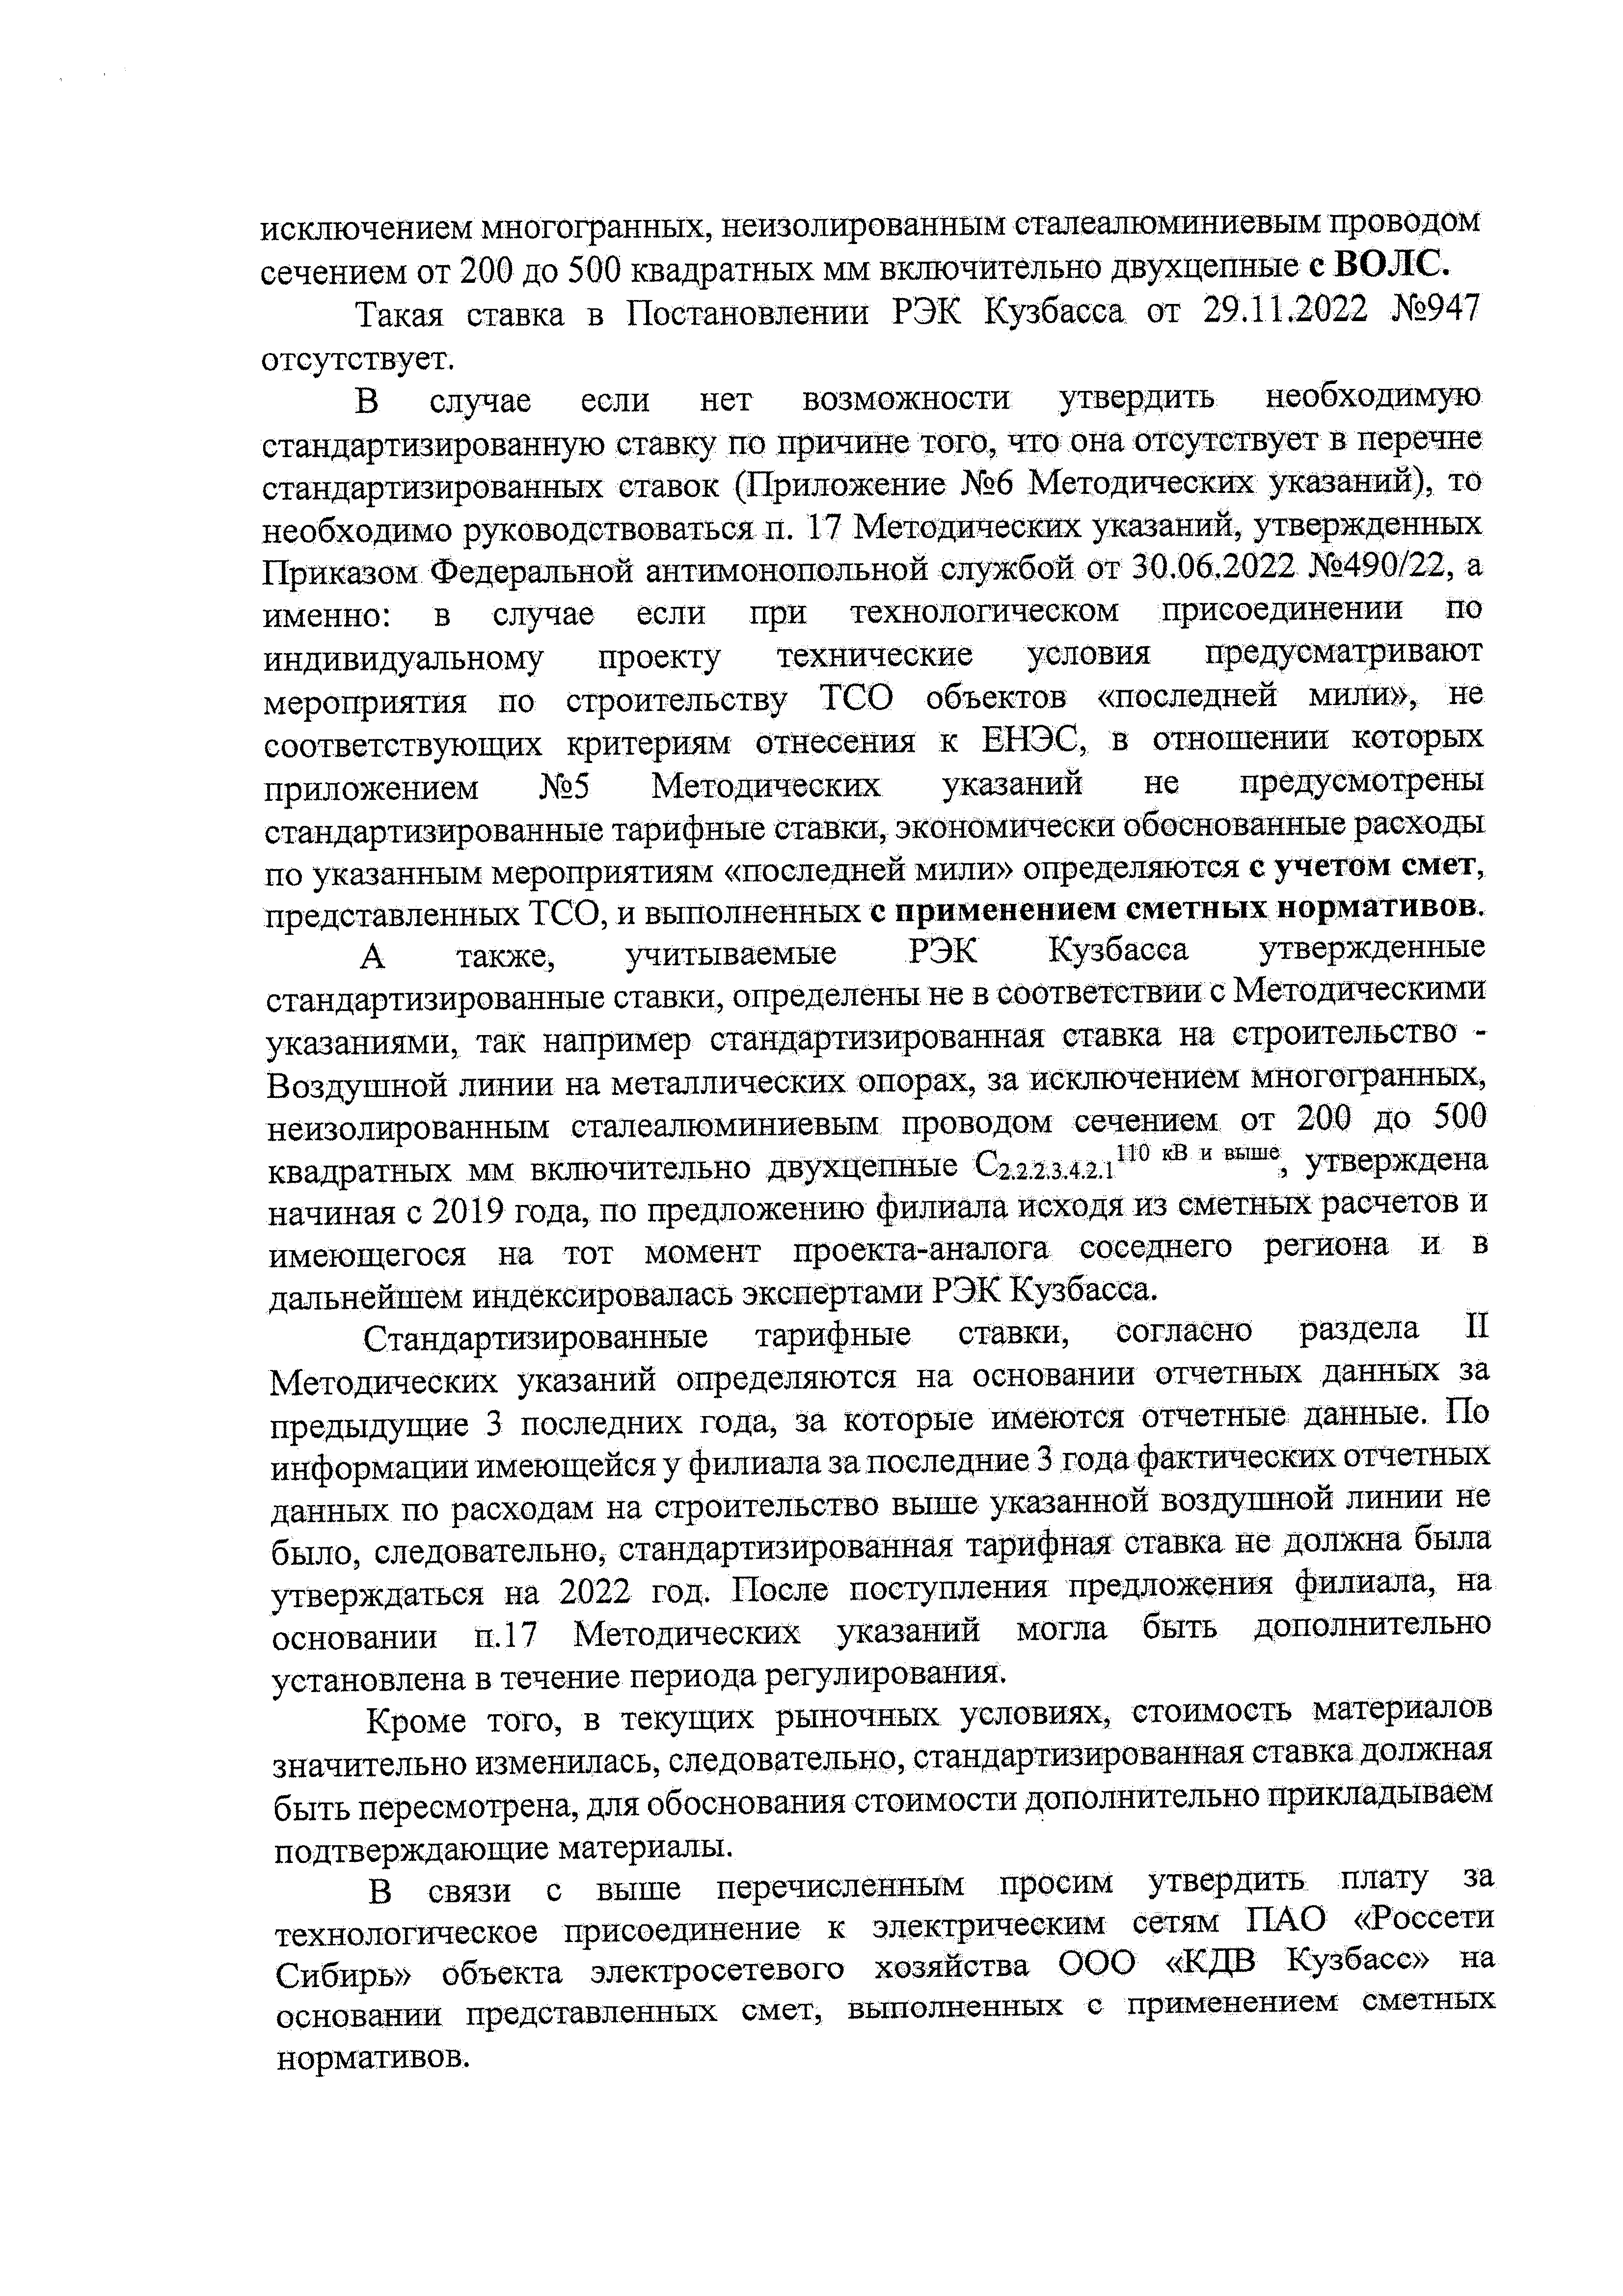 исключением многогранных, неизолированным сталеалюминиевым проводом
сечением от 200 до 500 квадратных мм включительно двухцепные с ВОЛС.
Такая ставка в Постановлении РЭК Кузбасса от 29.11.2022 №947
отсутствует.
В случае если нет возможности утвердить необходимую
стандартизированную ставку по причине того, что она отсутствует в перечне
стандартизированных ставок (Приложение №6 Методических указаний), то
необходимо руководствоваться п. 17 Методических указаний, утвержденных
Приказом Федеральной антимонопольной службой от 30.06.2022 №490/22, а
именно: в случае если при технологическом присоединении по
индивидуальному проекту технические условия предусматривают
мероприятия по строительству ТСО объектов «последней мили», не
соответствующих критериям отнесения к ЕНЭС, в отношении которых
приложением №5 Методических указаний не предусмотрены
стандартизированные тарифные ставки, экономически обоснованные расходы
по указанным мероприятиям «последней мили» определяются с учетом смет,
представленных ТСО, и выполненных с применением сметных нормативов.
А также, учитываемые РЭК Кузбасса утвержденные
стандартизированные ставки, определены не в соответствии с Методическими
указаниями, так например стандартизированная ставка на строительство -
Воздушной линии на металлических опорах, за исключением многогранных,
неизолированным сталеалюминиевым проводом сечением от 200 до 500
квадратных мм включительно двухцепные С2.2.2.3.4.2.1 110 кВ и выше, утверждена
начиная с 2019 года, по предложению филиала исходя из сметных расчетов и
имеющегося на тот момент проекта-аналога соседнего региона и в
дальнейшем индексировалась экспертами РЭК Кузбасса.
Стандартизированные тарифные ставки, согласно раздела II
Методических указаний определяются на основании отчетных данных за
предыдущие 3 последних года, за которые имеются отчетные данные. По
информации имеющейся у филиала за последние 3 года фактических отчетных
данных по расходам на строительство выше указанной воздушной линии не
было, следовательно, стандартизированная тарифная ставка не должна была
утверждаться на 2022 год. После поступления предложения филиала, на
основании п.17 Методических указаний могла быть дополнительно
установлена в течение периода регулирования.
Кроме того, в текущих рыночных условиях, стоимость материалов
значительно изменилась, следовательно, стандартизированная ставка должная
быть пересмотрена, для обоснования стоимости дополнительно прикладываем
подтверждающие материалы.
В связи с выше перечисленным просим утвердить плату за
технологическое присоединение к электрическим сетям ПАО «Россети
Сибирь» объекта электросетевого хозяйства ООО «КДВ Кузбасс» на
основании представленных смет, выполненных с применением сметных
нормативов.